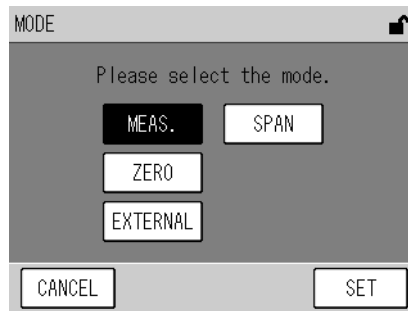 MODE
Please select the mode.
MEAS. SPAN
ZERO
EXTERNAL
CANCEL SET